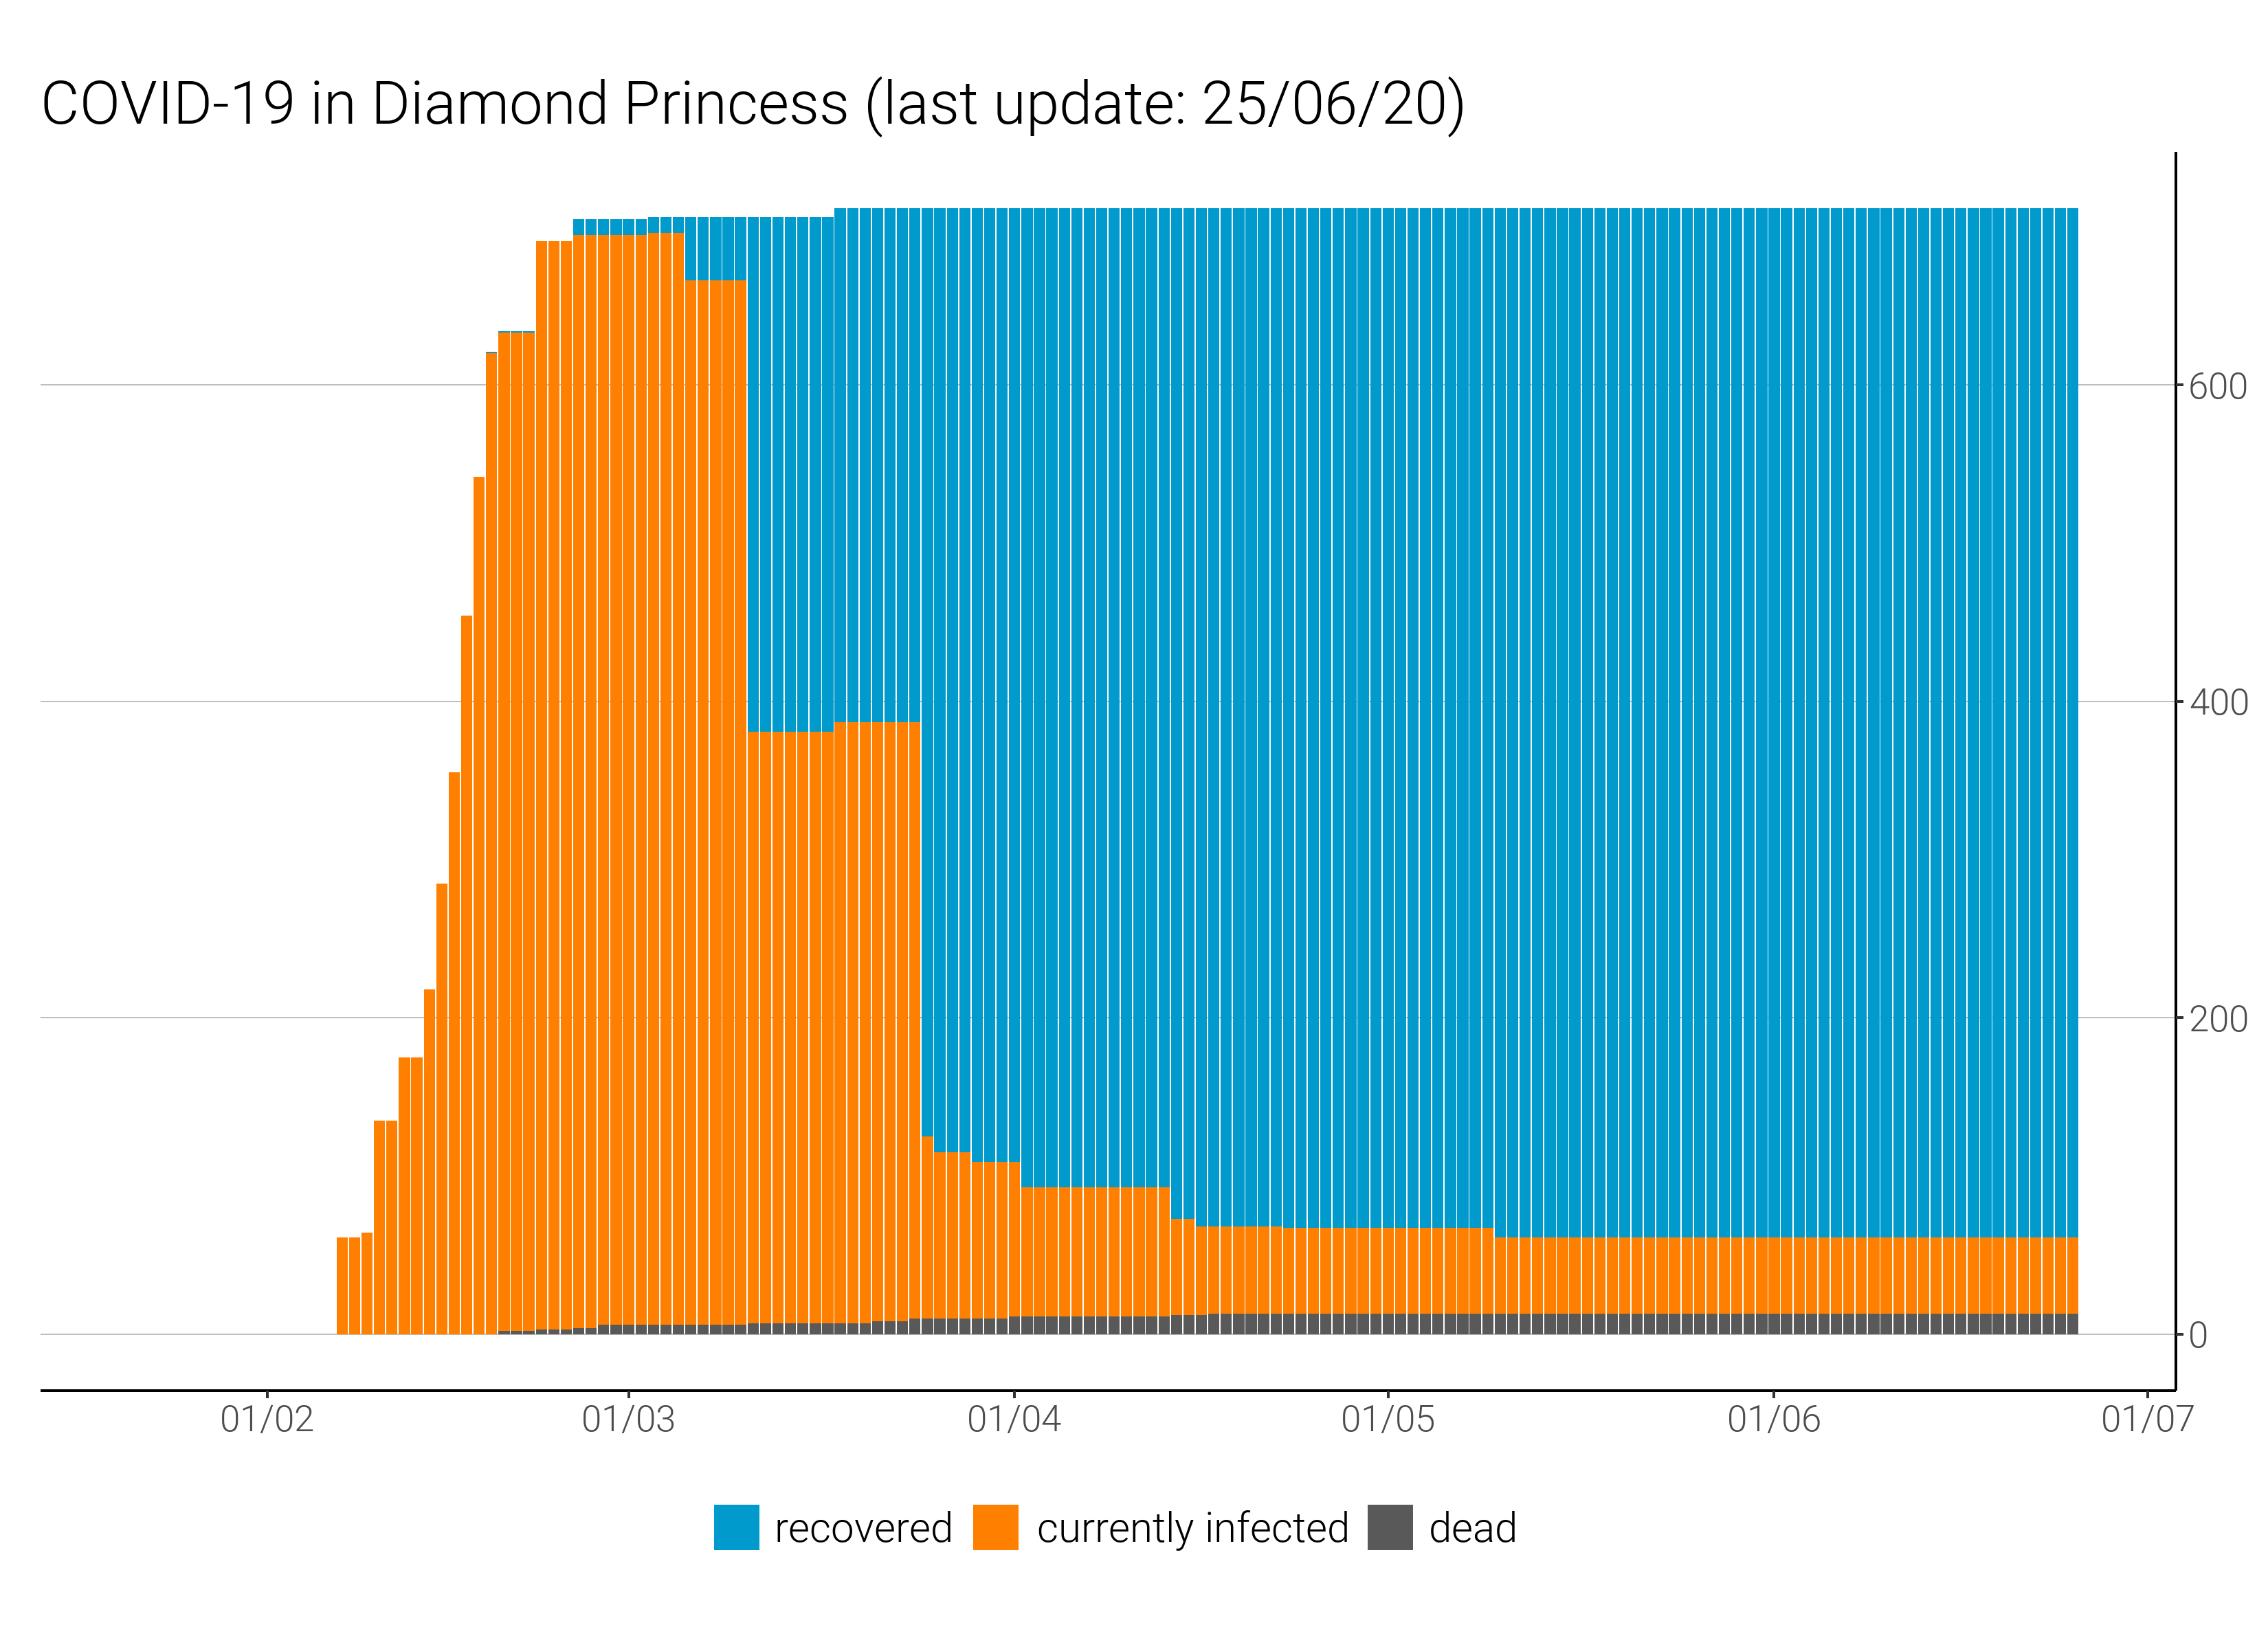 COVID-19 in Diamond Princess (last update: 25/06/20)
600
400
200
0
01/02 01/03 01/04 01/05 01/06 01/07
recovered currently infected dead